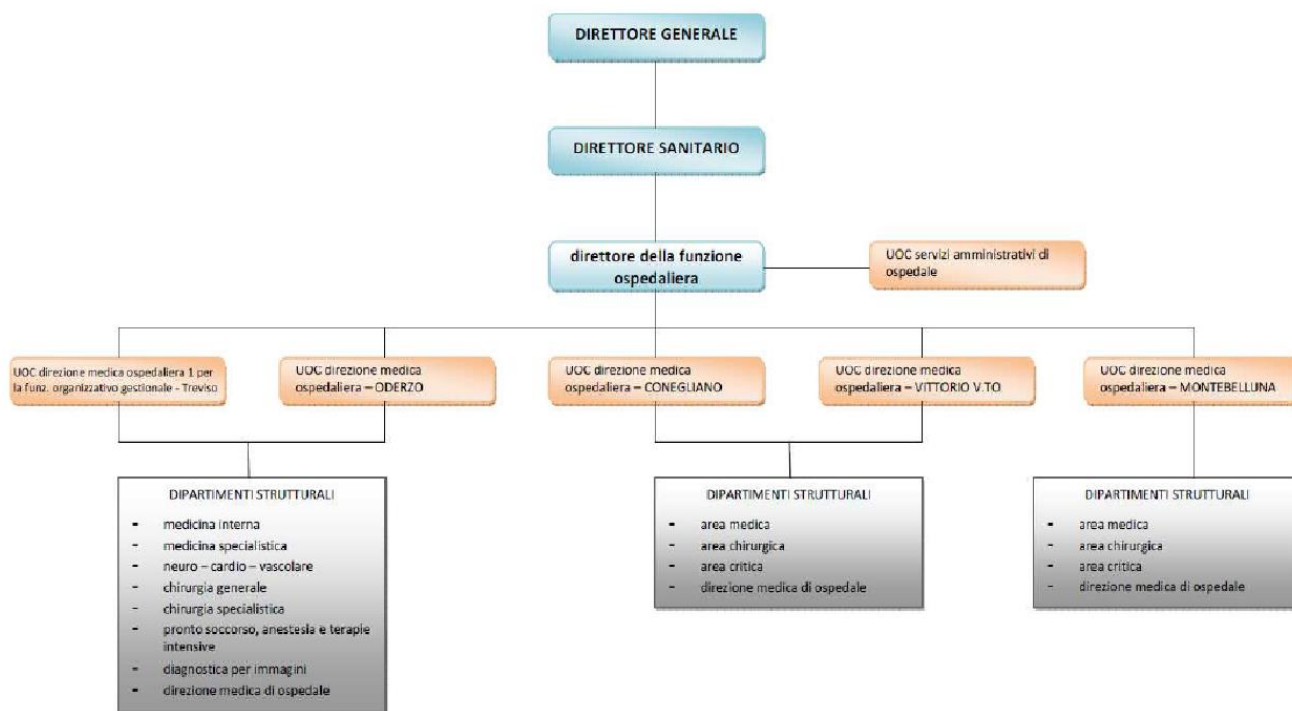 DIRETTORE GENERALE
DIRETTORE SANITARIO
direttore della funzione
ospedaliera
UOC servizi amministrativi di
ospedale
UOC direzione medica ospedaliera 1 per
la funz. organizzativo gestionale - Treviso
UOC direzione medica
ospedaliera – ODERZO
UOC direzione medica
ospedaliera – CONEGLIANO
UOC direzione medica
ospedaliera – VITTORIO V.TO
UOC direzione medica
ospedaliera – MONTEBELLUNA
DIPARTIMENTI STRUTTURALI
- medicina interna
- medicina specialistica
- neuro – cardio – vascolare
- chirurgia generale
- chirurgia specialistica
- pronto soccorso, anestesia e terapie
intensive
- diagnostica per immagini
- direzione medica di ospedale
DIPARTIMENTI STRUTTURALI
- area medica
- area chirurgica
- area critica
- direzione medica di ospedale
DIPARTIMENTI STRUTTURALI
- area medica
- area chirurgica
- area critica
- direzione medica di ospedale